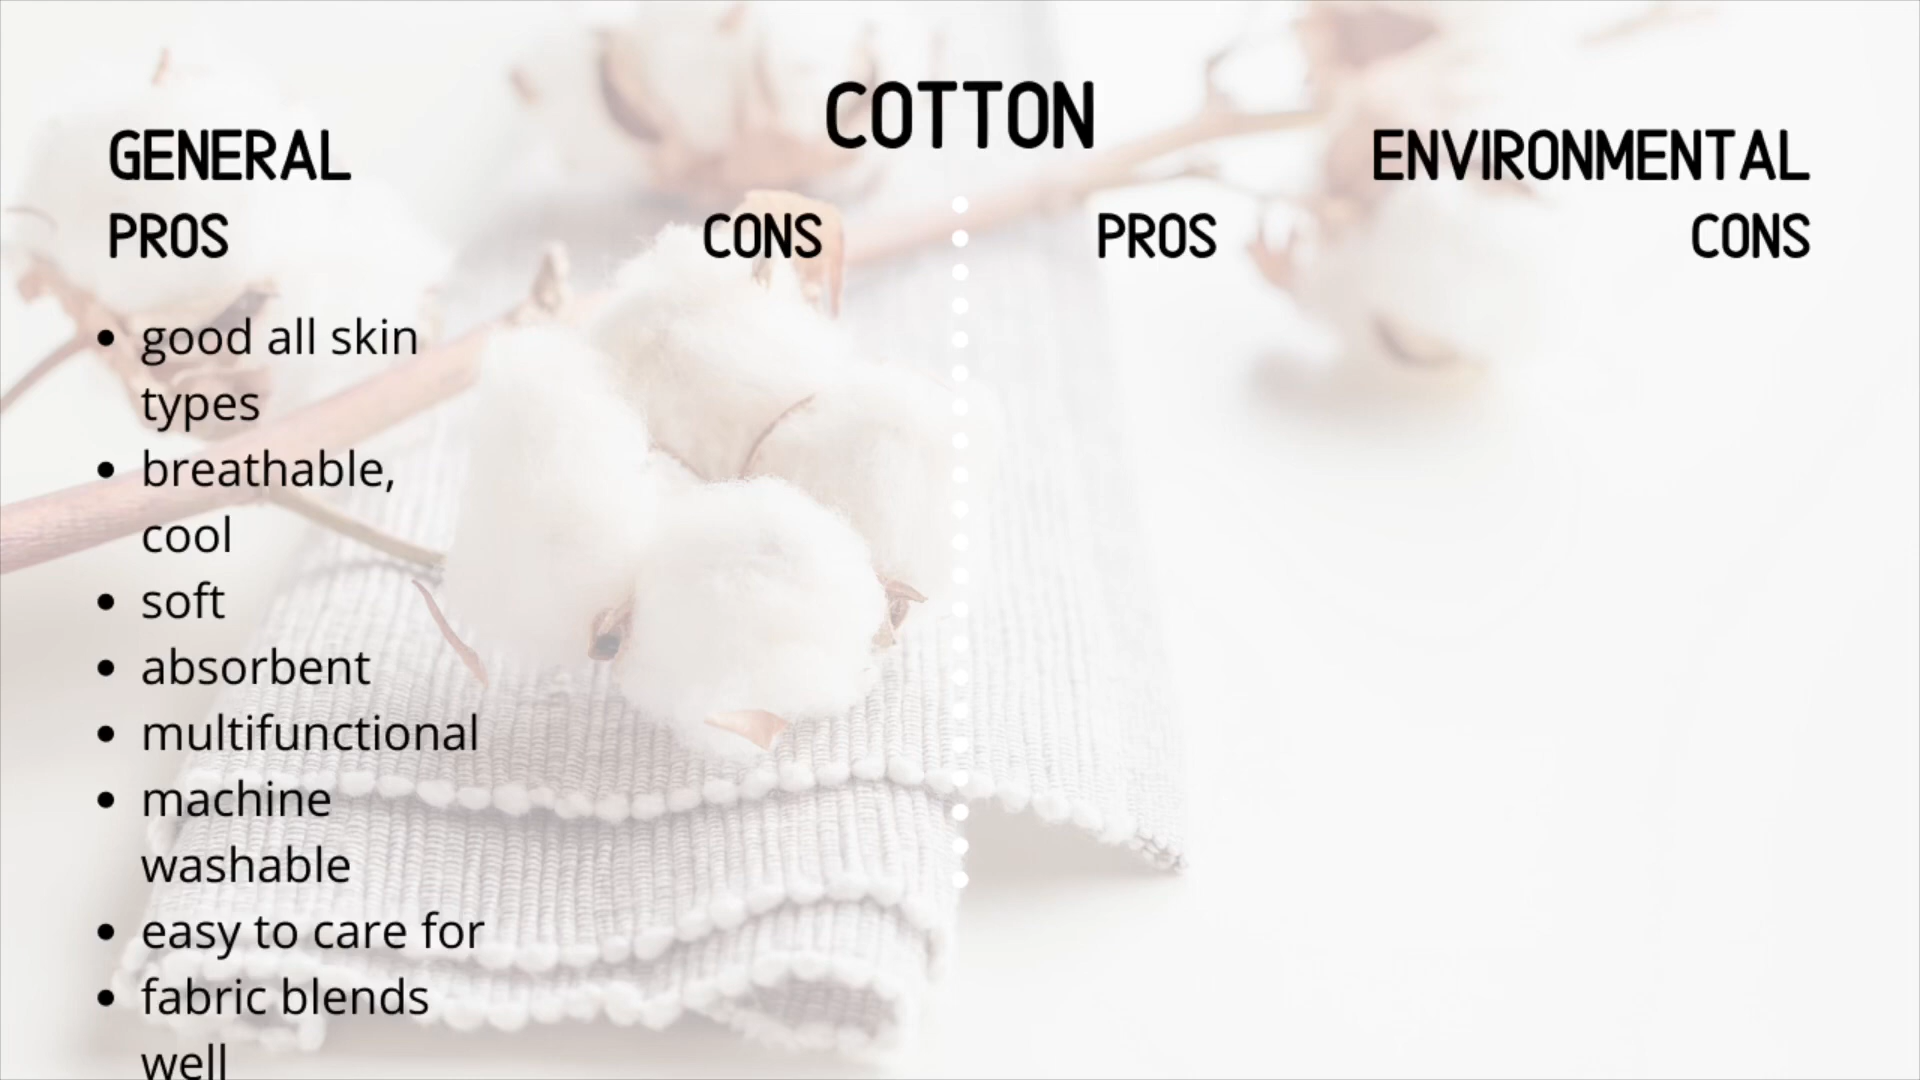 COTTON
GENERAL
ENVIRONMENTAL
PROS
CONS
PROS
CONS
• good all skin
types
• breathable,
cool
• soft
• absorbent
• multifunctional
• machine
washable
• easy to care for
• fabric blends
well